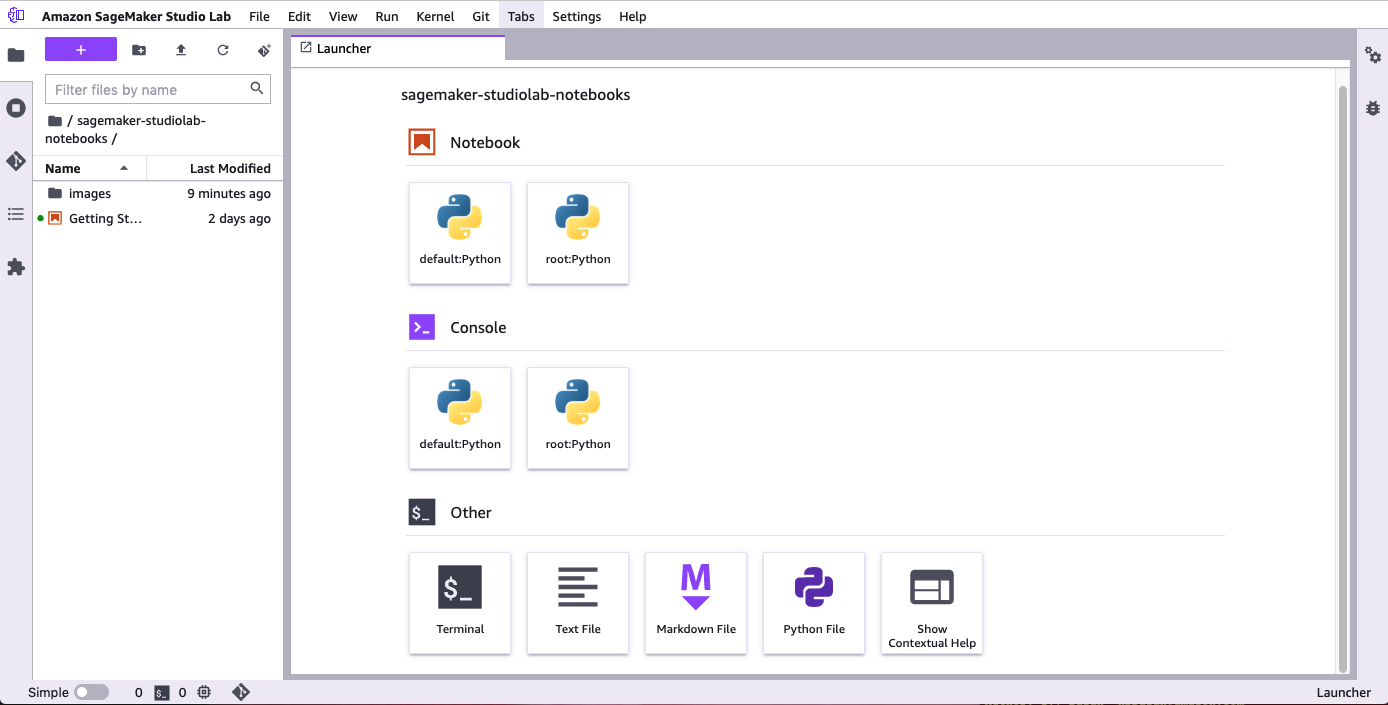 Amazon SageMaker Studio Lab File Edit View Run Kernel Git Tabs Settings Help
+
Launcher
Filter files by name
/ sagemaker-studiolab-
notebooks /
Name Last Modified
images 9 minutes ago
Getting St... 2 days ago
sagemaker-studiolab-notebooks
Notebook
default:Python root:Python
>_ Console
default:Python root:Python
$_ Other
$_ M
Terminal Text File Markdown File Python File Show
Contextual Help
Simple 0 $_ 0 Launcher